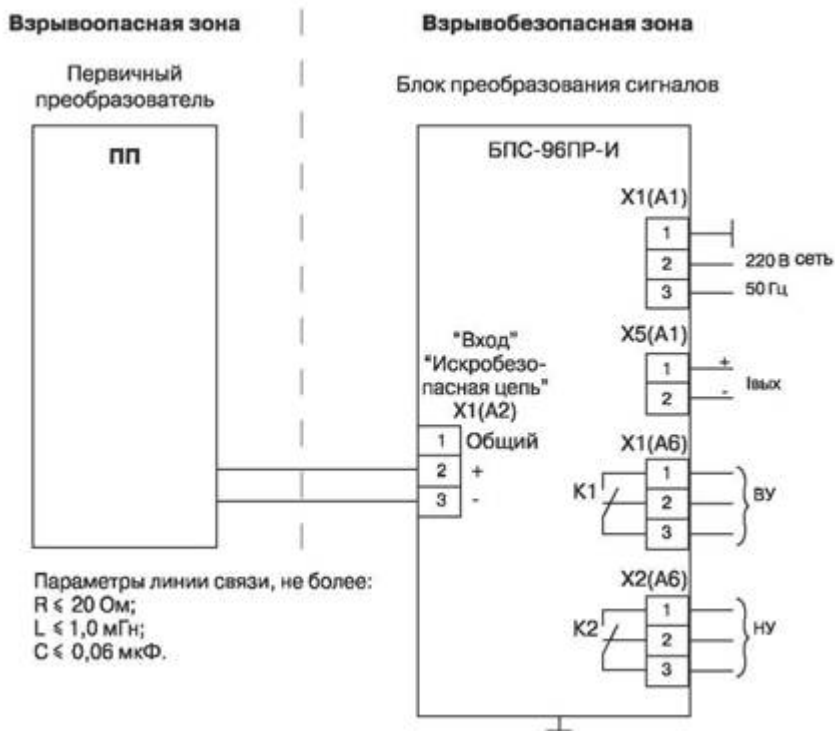 Взрывоопасная зона
Взрывобезопасная зона
Первичный
преобразователь
Блок преобразования сигналов
ПП
БПС-96ПР-И
X1(A1)
1
2 220 В сеть
3 50 Гц
X5(A1)
1 +
2 -
Iвых
"Вход"
"Искробезо-
пасная цепь"
X1(A2)
1 Общий
2 +
3 -
X1(A6)
K1
1
2
3
ВУ
X2(A6)
K2
1
2
3
НУ
Параметры линии связи, не более:
R ⩽ 20 Ом;
L ⩽ 1,0 мГн;
C ⩽ 0,06 мкФ.